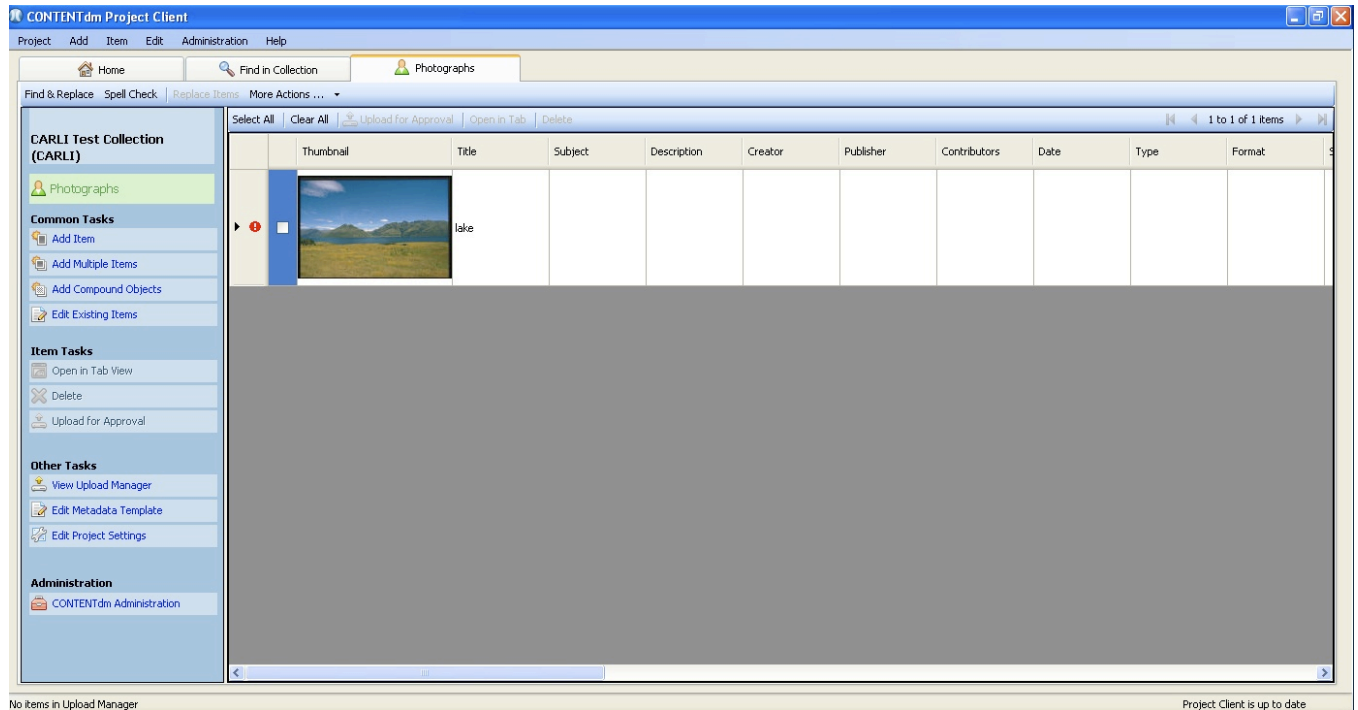 CONTENTdm Project Client
Project Add Item Edit Administration Help
Home Find in Collection Photographs
Find & Replace Spell Check Replace Items More Actions ...
CARLI Test Collection
(CARLI)
Photographs
Common Tasks
Add Item
Add Multiple Items
Add Compound Objects
Edit Existing Items
Item Tasks
Open in Tab View
Delete
Upload for Approval
Other Tasks
View Upload Manager
Edit Metadata Template
Edit Project Settings
Administration
CONTENTdm Administration
Select All Clear All Upload for Approval Open in Tab Delete 1 to 1 of 1 items
Thumbnail Title Subject Description Creator Publisher Contributors Date Type Format S
lake
No items in Upload Manager Project Client is up to date